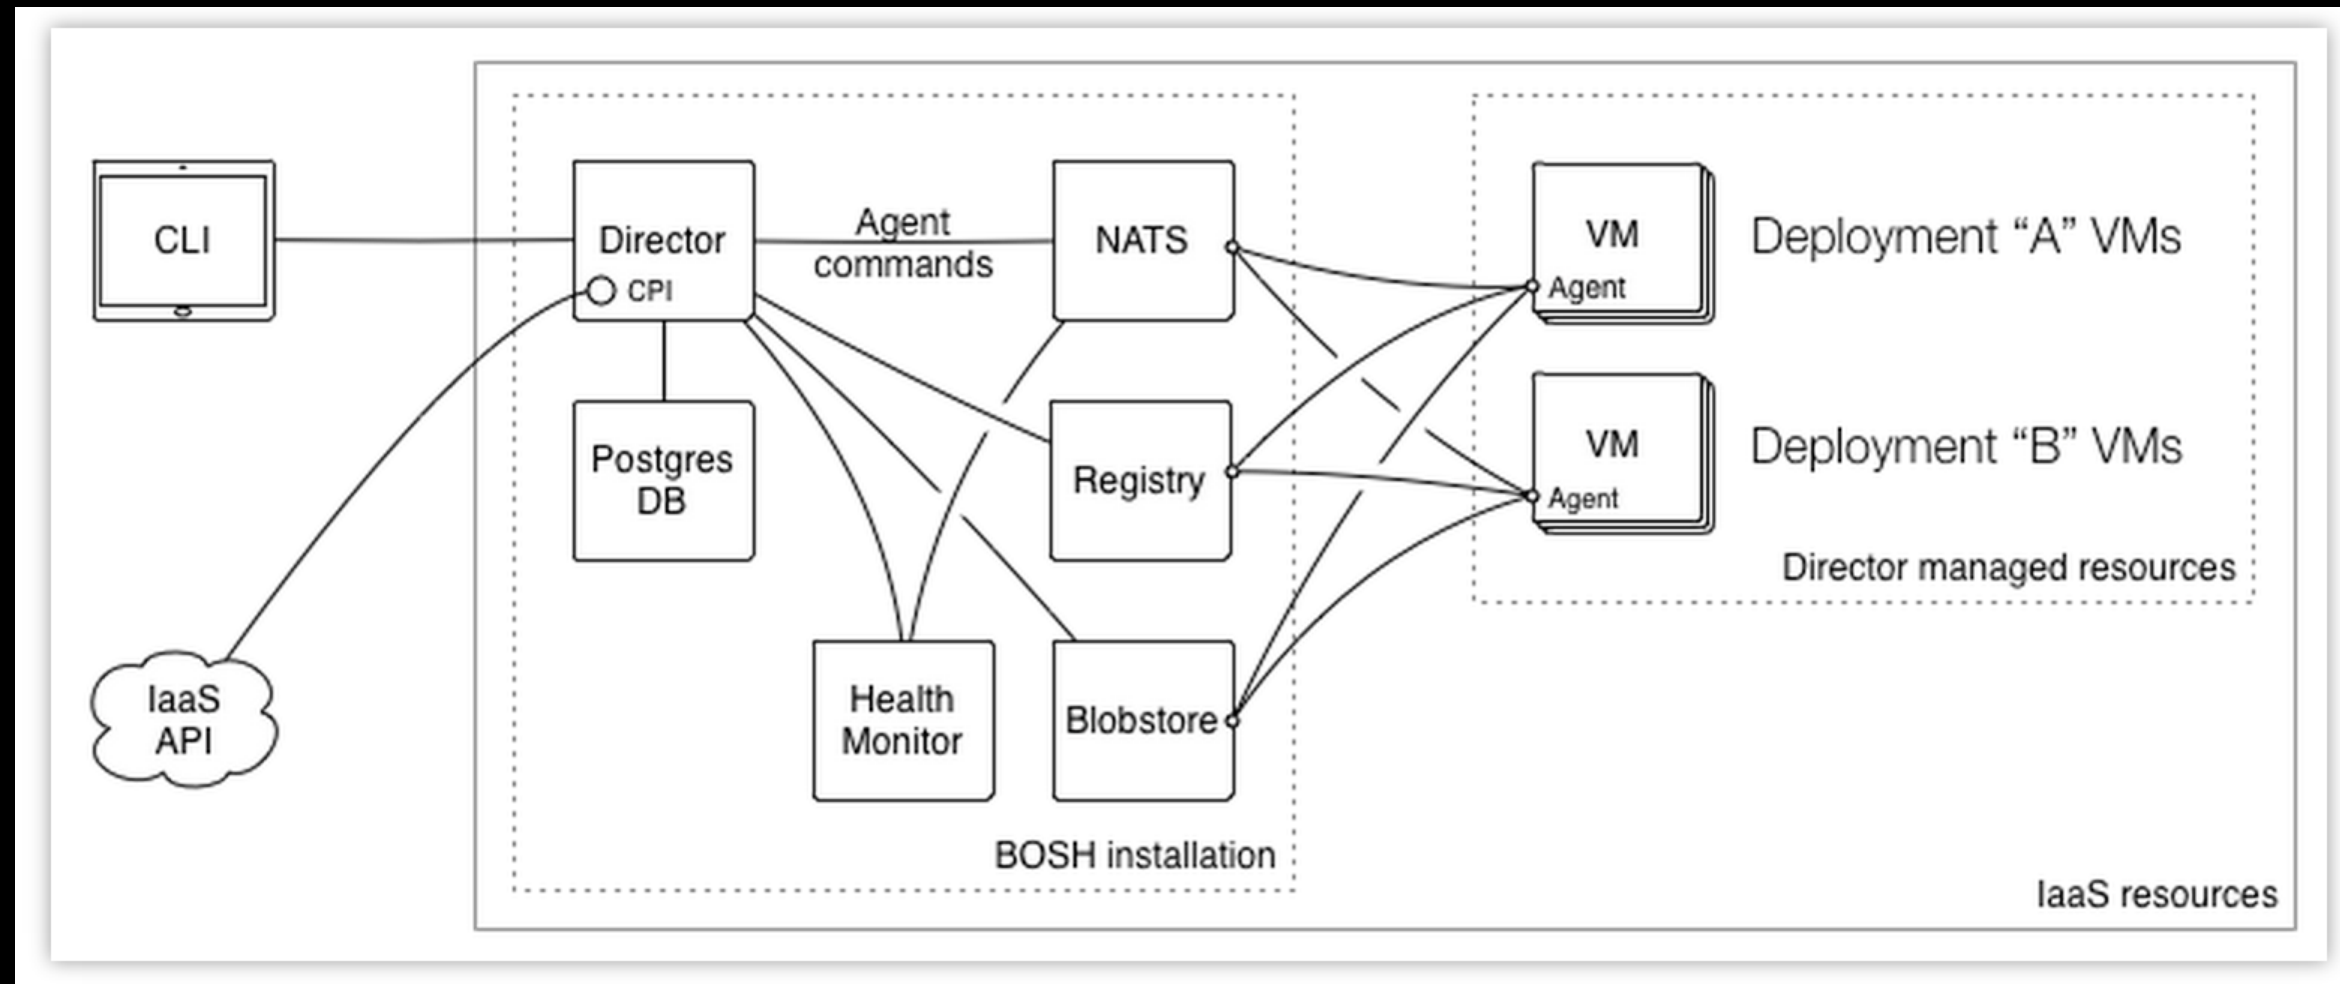 CLI
Director
CPI
Agent
commands
NATS
VM
Agent
Deployment “A” VMs
Postgres
DB
Registry
VM
Agent
Deployment “B” VMs
Director managed resources
IaaS
API
Health
Monitor
Blobstore
BOSH installation
IaaS resources